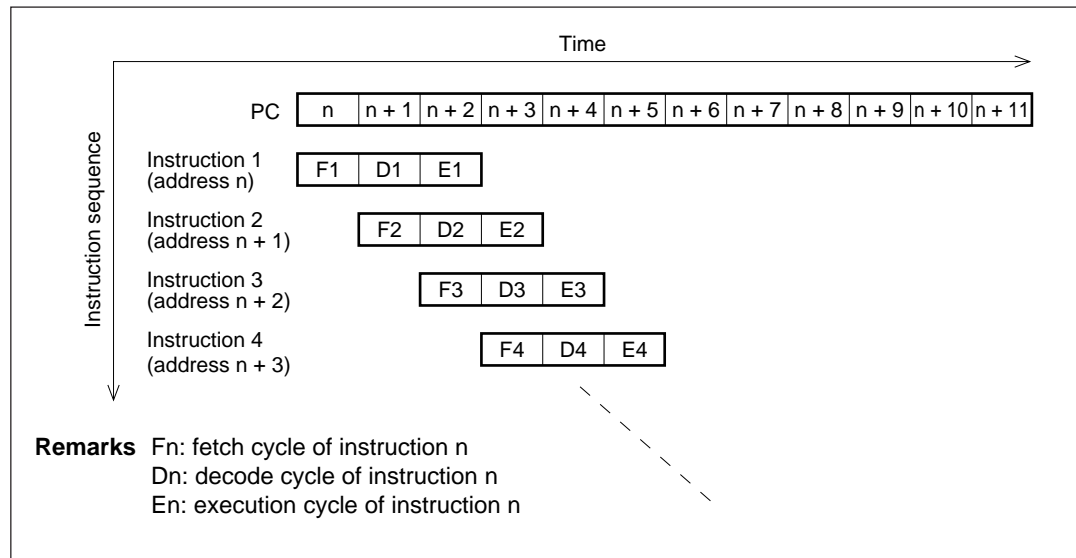 Time
Instruction sequence
PC n n + 1 n + 2 n + 3 n + 4 n + 5 n + 6 n + 7 n + 8 n + 9 n + 10 n + 11
Instruction 1
(address n)
F1 D1 E1
Instruction 2
(address n + 1)
F2 D2 E2
Instruction 3
(address n + 2)
F3 D3 E3
Instruction 4
(address n + 3)
F4 D4 E4
Remarks Fn: fetch cycle of instruction n
Dn: decode cycle of instruction n
En: execution cycle of instruction n